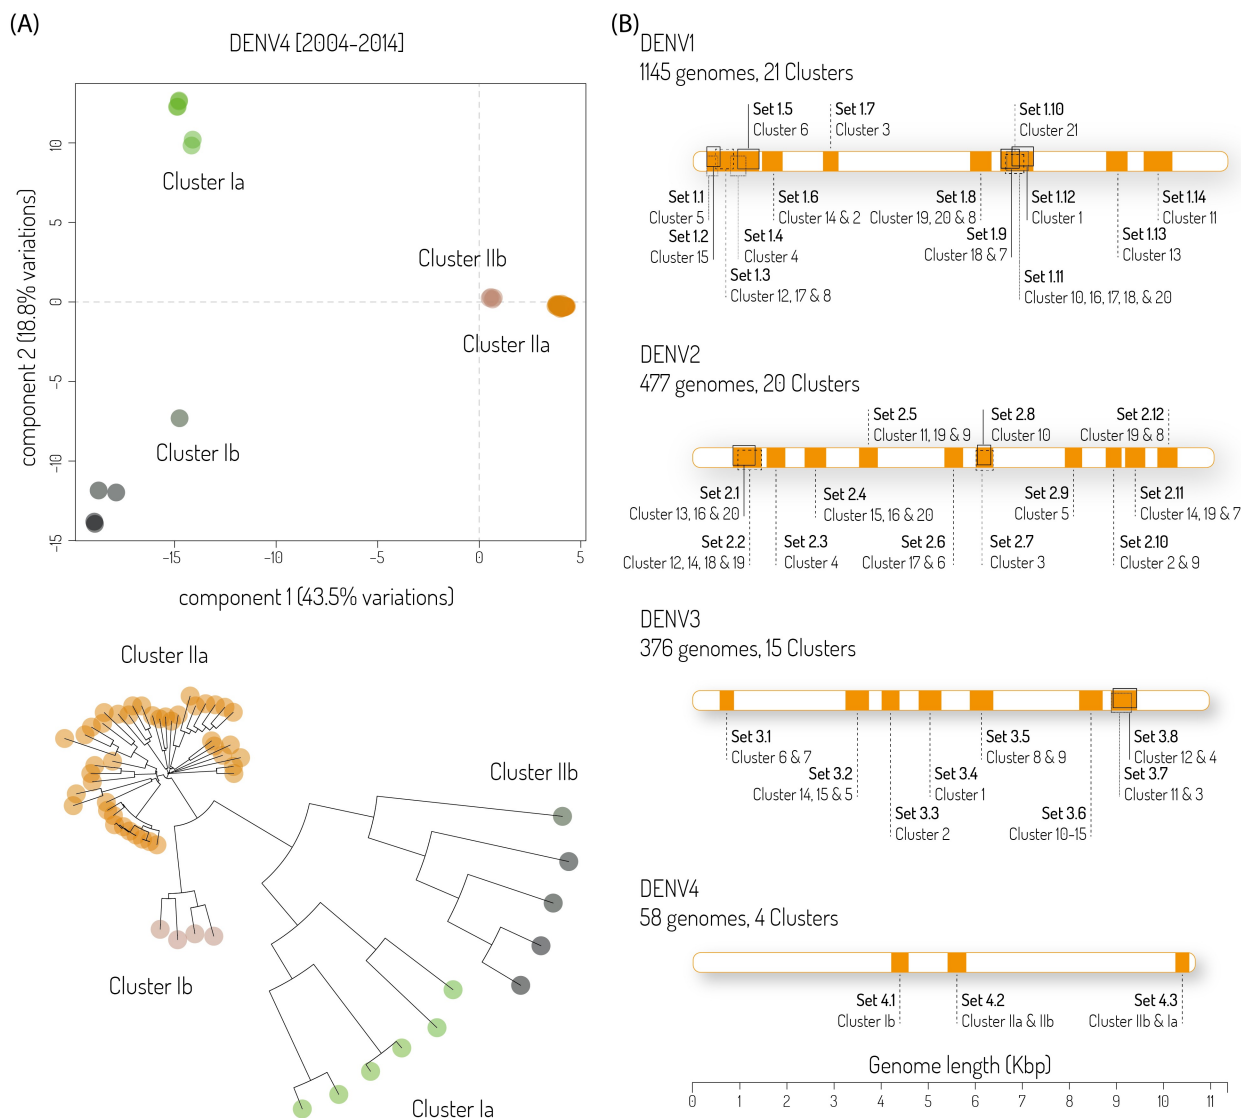 (A)
DENV4 [2004-2014]
10
5
0
-5
-10
-15
component 2 (18.8% variations)
Cluster Ia
Cluster IIb
Cluster IIa
Cluster Ib
-15
-10
-5
0
5
component 1 (43.5% variations)
Cluster IIa
Cluster IIb
Cluster Ib
Cluster Ia
(B)
DENV1
1145 genomes, 21 Clusters
Set 1.5
Cluster 6
Set 1.7
Cluster 3
Set 1.10
Cluster 21
Set 1.1
Cluster 5
Set 1.2
Cluster 15
Set 1.3
Cluster 12, 17 & 8
Set 1.4
Cluster 4
Set 1.6
Cluster 14 & 2
Set 1.8
Cluster 19, 20 & 8
Set 1.9
Cluster 18 & 7
Set 1.11
Cluster 10, 16, 17, 18, & 20
Set 1.12
Cluster 1
Set 1.13
Cluster 13
Set 1.14
Cluster 11
DENV2
477 genomes, 20 Clusters
Set 2.5
Cluster 11, 19 & 9
Set 2.8
Cluster 10
Set 2.12
Cluster 19 & 8
Set 2.1
Cluster 13, 16 & 20
Set 2.2
Cluster 12, 14, 18 & 19
Set 2.3
Cluster 4
Set 2.4
Cluster 15, 16 & 20
Set 2.6
Cluster 17 & 6
Set 2.7
Cluster 3
Set 2.9
Cluster 5
Set 2.10
Cluster 2 & 9
Set 2.11
Cluster 14, 19 & 7
DENV3
376 genomes, 15 Clusters
Set 3.1
Cluster 6 & 7
Set 3.2
Cluster 14, 15 & 5
Set 3.3
Cluster 2
Set 3.4
Cluster 1
Set 3.5
Cluster 8 & 9
Set 3.6
Cluster 10-15
Set 3.8
Cluster 12 & 4
Set 3.7
Cluster 11 & 3
DENV4
58 genomes, 4 Clusters
Set 4.1
Cluster Ib
Set 4.2
Cluster IIa & IIb
Set 4.3
Cluster IIb & Ia
Genome length (Kbp)
0 1 2 3 4 5 6 7 8 9 10 11